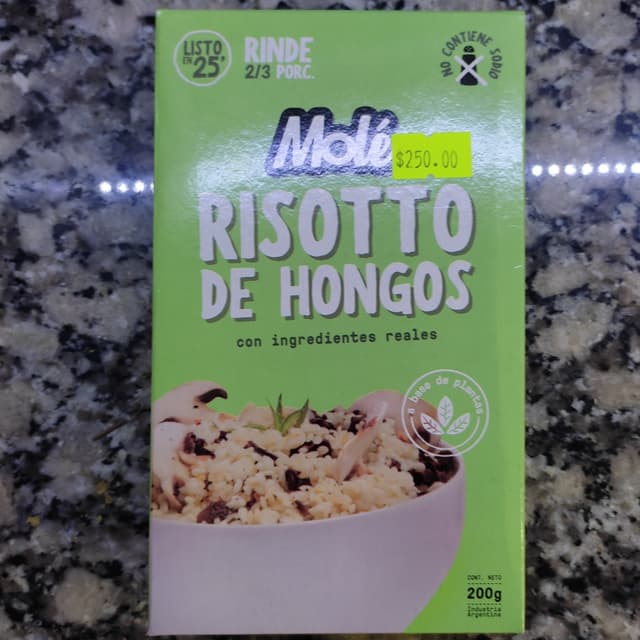 LISTO
EN 25'
RINDE
2/3 PORC.
NO CONTIENE SODIO
Molé
$250.00
RISOTTO
DE HONGOS
con ingredientes reales
a base de plantas
CONT. NETO
200g
Industria
Argentina